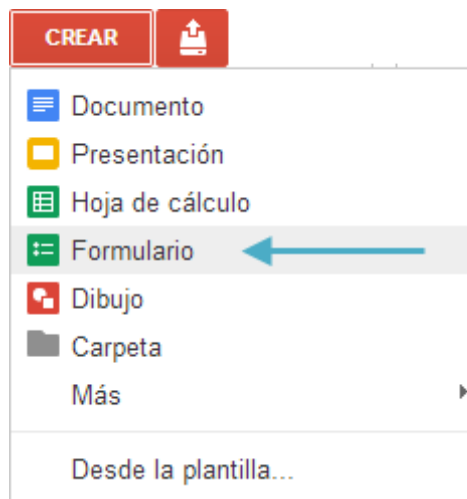 CREAR
Documento
Presentación
Hoja de cálculo
Formulario
Dibujo
Carpeta
Más
Desde la plantilla...